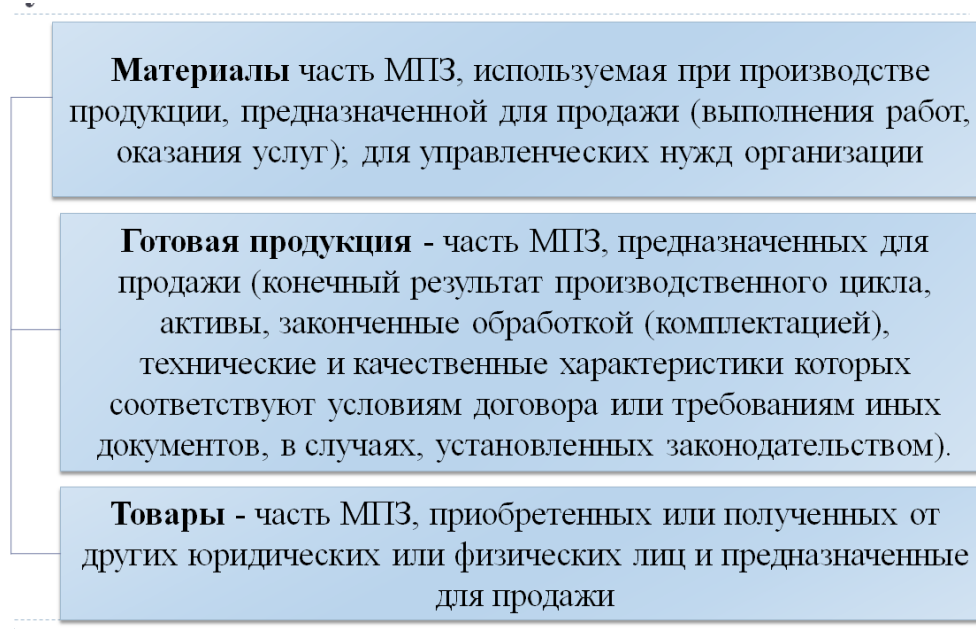 Материалы часть МПЗ, используемая при производстве
продукции, предназначенной для продажи (выполнения работ,
оказания услуг); для управленческих нужд организации
Готовая продукция - часть МПЗ, предназначенных для
продажи (конечный результат производственного цикла,
активы, законченные обработкой (комплектацией),
технические и качественные характеристики которых
соответствуют условиям договора или требованиям иных
документов, в случаях, установленных законодательством).
Товары - часть МПЗ, приобретенных или полученных от
других юридических или физических лиц и предназначенные
для продажи